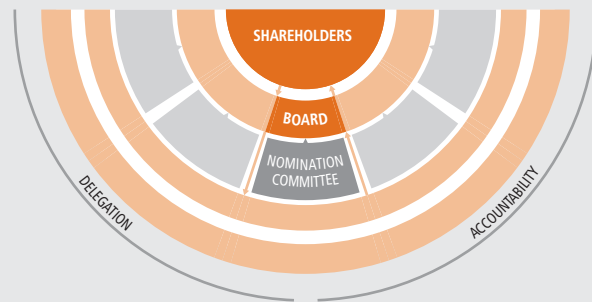 SHAREHOLDERS
BOARD
NOMINATION
COMMITTEE
DELEGATION
ACCOUNTABILITY